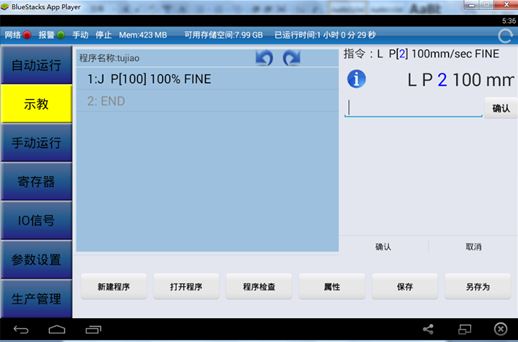 BlueStacks App Player
5:36
网络 报警 手动 停止 Mem:423 MB 可用存储空间:7.99 GB 已运行时间:1 小时 0 分 29 秒
自动运行
示教
手动运行
寄存器
IO信号
参数设置
生产管理
程序名称:tujiao
1:J P[100] 100% FINE
2: END
指令：L P[2] 100mm/sec FINE
L P 2 100 mm
确认
确认 取消
新建程序 打开程序 程序检查 属性 保存 另存为